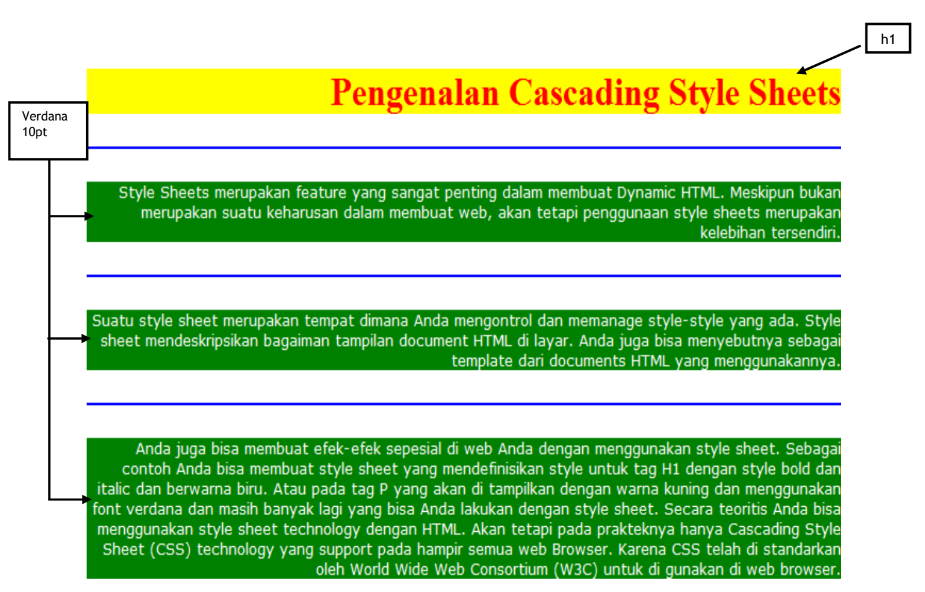 h1
Pengenalan Cascading Style Sheets
Verdana
10pt
Style Sheets merupakan feature yang sangat penting dalam membuat Dynamic HTML. Meskipun bukan
merupakan suatu keharusan dalam membuat web, akan tetapi penggunaan style sheets merupakan
kelebihan tersendiri.
Suatu style sheet merupakan tempat dimana Anda mengontrol dan memanage style-style yang ada. Style
sheet mendeskripsikan bagaiman tampilan document HTML di layar. Anda juga bisa menyebutnya sebagai
template dari documents HTML yang menggunakannya.
Anda juga bisa membuat efek-efek sepesial di web Anda dengan menggunakan style sheet. Sebagai
contoh Anda bisa membuat style sheet yang mendefinisikan style untuk tag H1 dengan style bold dan
italic dan berwarna biru. Atau pada tag P yang akan di tampilkan dengan warna kuning dan menggunakan
font verdana dan masih banyak lagi yang bisa Anda lakukan dengan style sheet. Secara teoritis Anda bisa
menggunakan style sheet technology dengan HTML. Akan tetapi pada prakteknya hanya Cascading Style
Sheet (CSS) technology yang support pada hampir semua web Browser. Karena CSS telah di standarkan
oleh World Wide Web Consortium (W3C) untuk di gunakan di web browser.